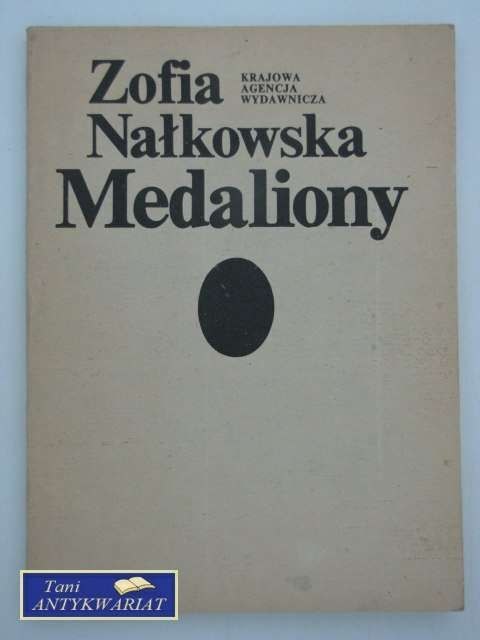 Zofia
KRAJOWA
AGENCJA
WYDAWNICZA
Nałkowska
Medaliony
Tani
ANTYKWARIAT